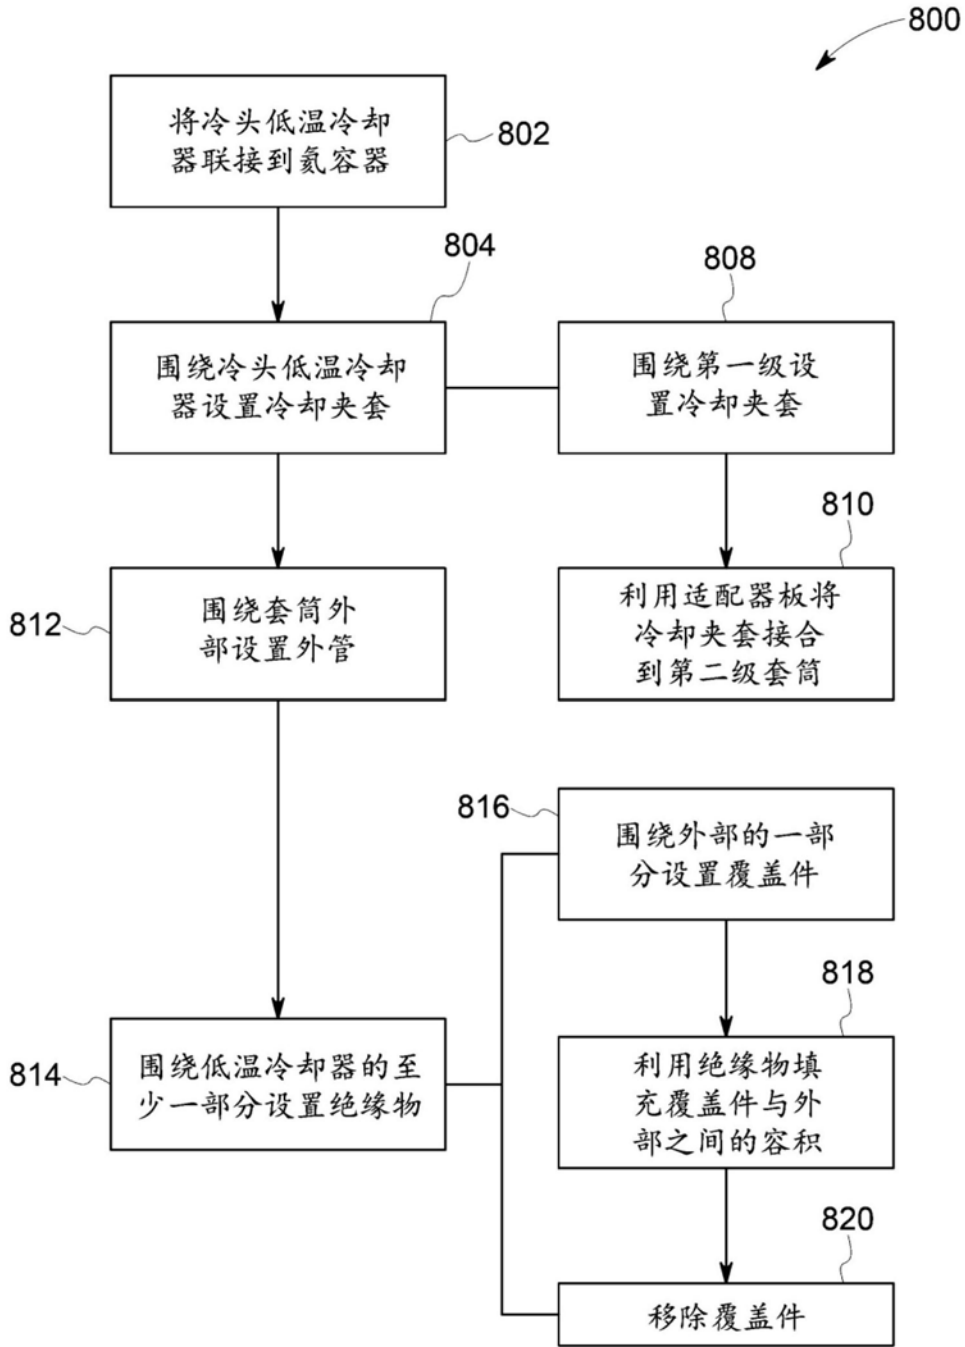 800
将冷头低温冷却
器联接到氦容器
802
804
808
围绕冷头低温冷却
器设置冷却夹套
围绕第一级设
置冷却夹套
810
812
围绕套筒外
部设置外管
利用适配器板将
冷却夹套接合
到第二级套筒
816
围绕外部的一部
分设置覆盖件
818
814
围绕低温冷却器的至
少一部分设置绝缘物
利用绝缘物填
充覆盖件与外
部之间的容积
820
移除覆盖件